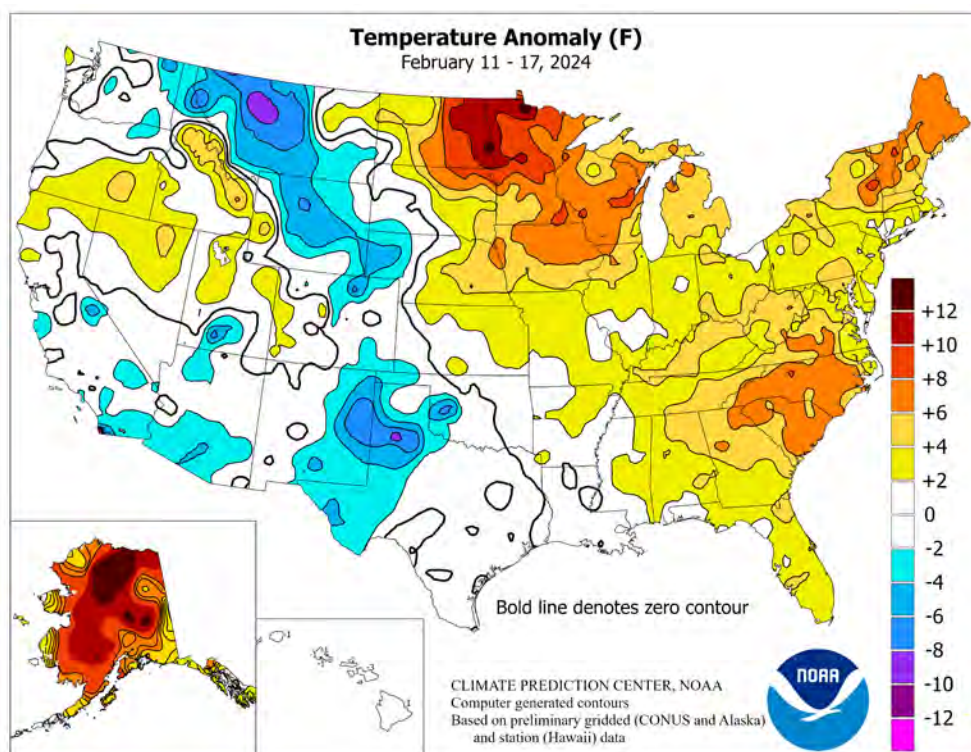 Temperature Anomaly (F)
February 11 - 17, 2024
+12
+10
+8
+6
+4
+2
0
-2
-4
-6
-8
-10
-12
Bold line denotes zero contour
CLIMATE PREDICTION CENTER, NOAA
Computer generated contours
Based on preliminary gridded (CONUS and Alaska)
and station (Hawaii) data
NOAA